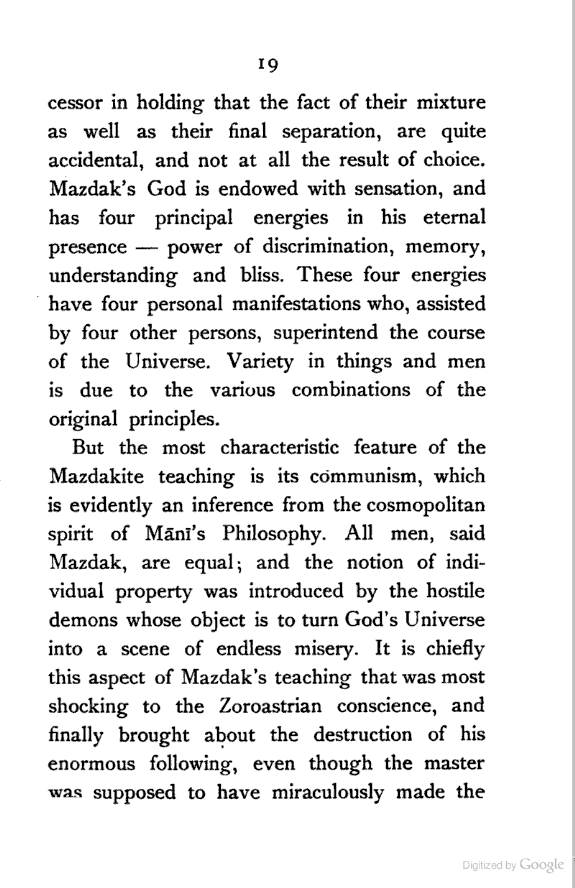 19
cessor in holding that the fact of their mixture
as well as their final separation, are quite
accidental, and not at all the result of choice.
Mazdak's God is endowed with sensation, and
has four principal energies in his eternal
presence — power of discrimination, memory,
understanding and bliss. These four energies
have four personal manifestations who, assisted
by four other persons, superintend the course
of the Universe. Variety in things and men
is due to the various combinations of the
original principles.
But the most characteristic feature of the
Mazdakite teaching is its communism, which
is evidently an inference from the cosmopolitan
spirit of Mānī's Philosophy. All men, said
Mazdak, are equal; and the notion of indi-
vidual property was introduced by the hostile
demons whose object is to turn God's Universe
into a scene of endless misery. It is chiefly
this aspect of Mazdak's teaching that was most
shocking to the Zoroastrian conscience, and
finally brought about the destruction of his
enormous following, even though the master
was supposed to have miraculously made the
Digitized by Google